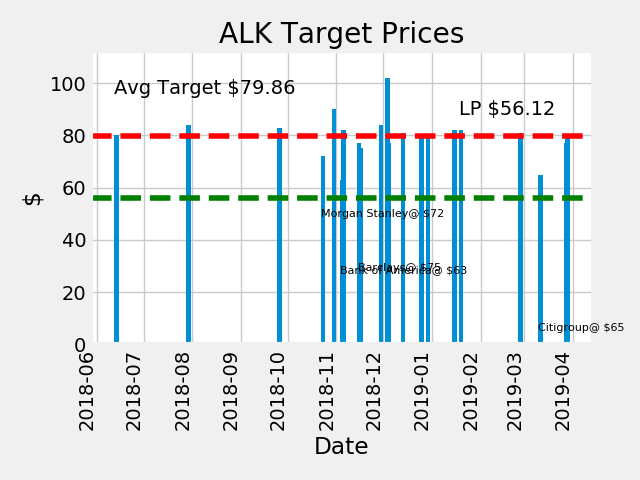 ALK Target Prices
Avg Target $79.86
LP $56.12
100
80
60
40
20
0
$
Morgan Stanley@ $72
Barclays@ $75
Bank of America@ $63
Citigroup@ $65
2018-06
2018-07
2018-08
2018-09
2018-10
2018-11
2018-12
2019-01
2019-02
2019-03
2019-04
Date